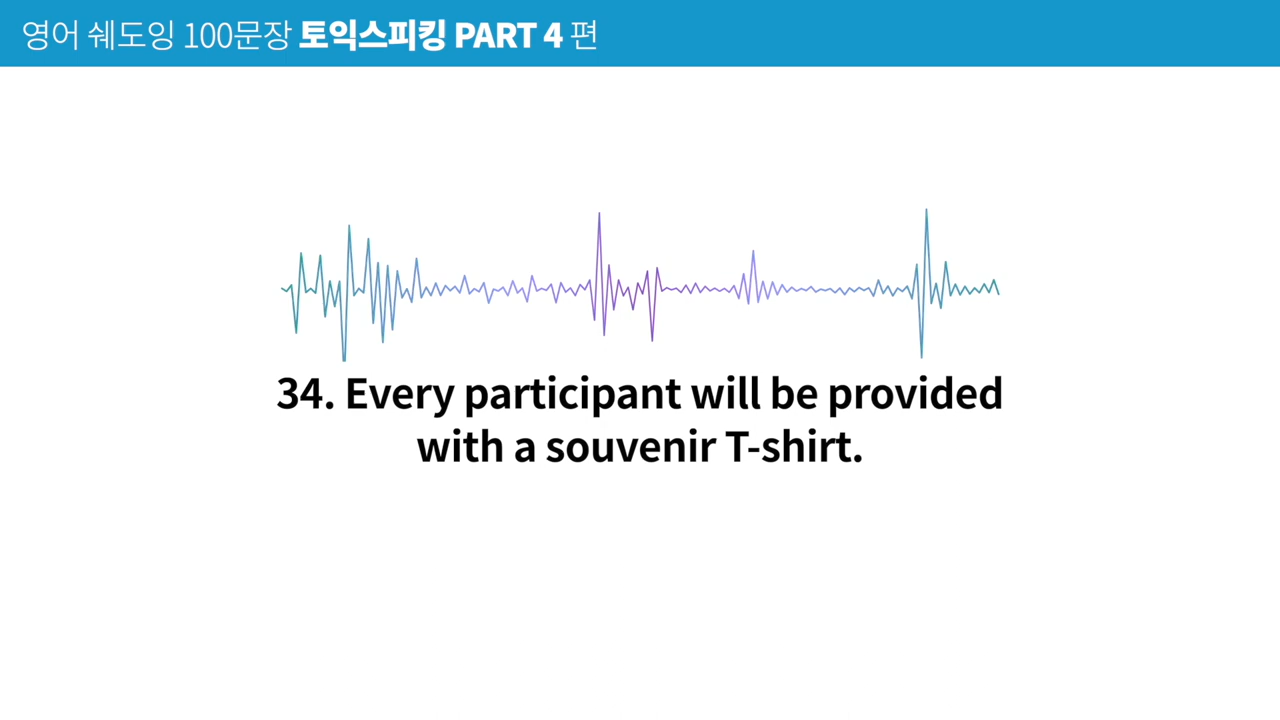 영어 쉐도잉 100문장 토익스피킹 PART 4 편
34. Every participant will be provided
with a souvenir T-shirt.